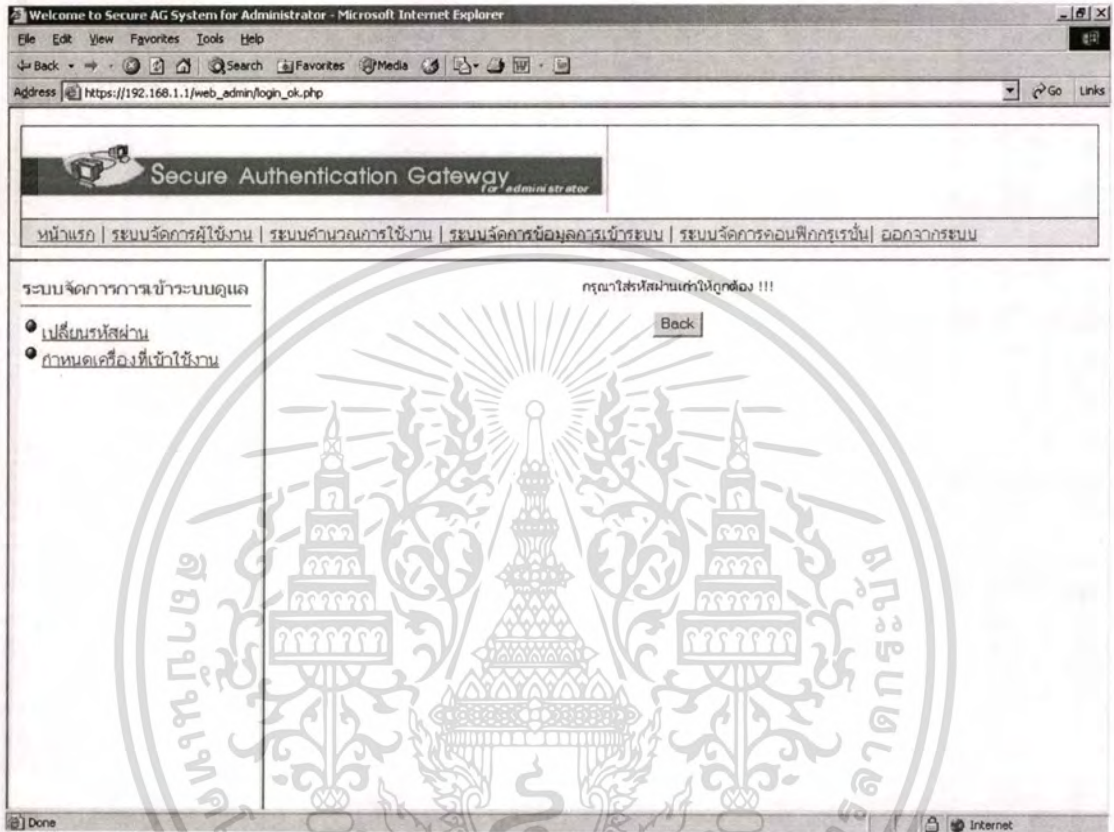 Welcome to Secure AG System for Administrator - Microsoft Internet Explorer
File Edit View Favorites Tools Help
Back Search Favorites Media
Address https://192.168.1.1/web_admin/login_ok.php Go Links
Secure Authentication Gateway
for administrator
หน้าแรก | ระบบจัดการผู้ใช้งาน | ระบบคำนวณการใช้งาน | ระบบจัดการข้อมูลการเข้าระบบ | ระบบจัดการคอนฟิกกรูเรชั่น| ออกจากระบบ
ระบบจัดการการเข้าระบบดูแล
เปลี่ยนรหัสผ่าน
กำหนดเครื่องที่เข้าใช้งาน
กรุณาใส่รหัสผ่านเก่าให้ถูกต้อง !!!
Back
Done Internet